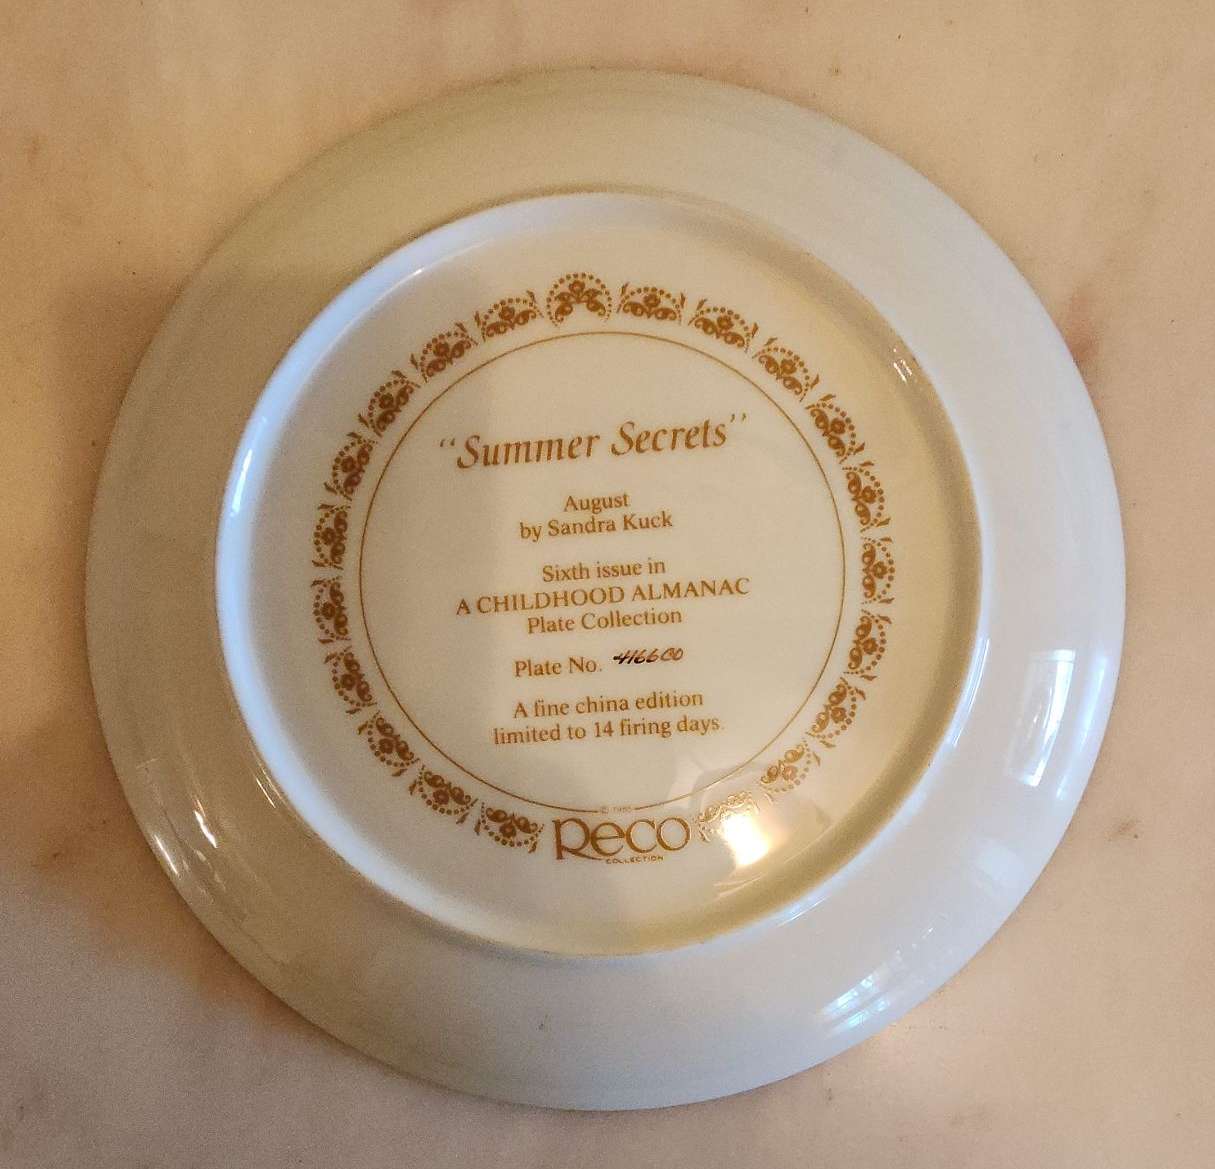 “Summer Secrets”
August
by Sandra Kuck
Sixth issue in
A CHILDHOOD ALMANAC
Plate Collection
Plate No.
A fine china edition
limited to 14 firing days.
Reco
COLLECTION